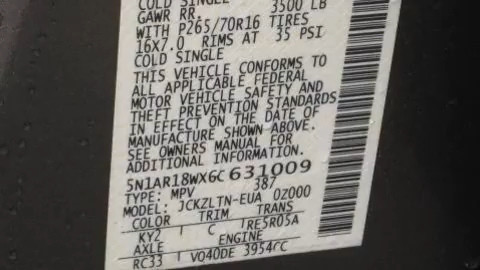 COLD SINGLE
GAWR RR. 3500 LB
WITH P265/70R16 TIRES
16X7.0 RIMS AT 35 PSI
COLD SINGLE
THIS VEHICLE CONFORMS TO
ALL APPLICABLE FEDERAL
MOTOR VEHICLE SAFETY AND
THEFT PREVENTION STANDARDS
IN EFFECT ON THE DATE OF
MANUFACTURE SHOWN ABOVE.
SEE OWNERS MANUAL FOR
ADDITIONAL INFORMATION.
5N1AR18WX6C631009
TYPE: MPV 387
MODEL: JCKZLTN-EUA 0Z000
COLOR TRIM TRANS
KY2 C RE5R05A
AXLE ENGINE
RC33 VQ40DE 3954CC